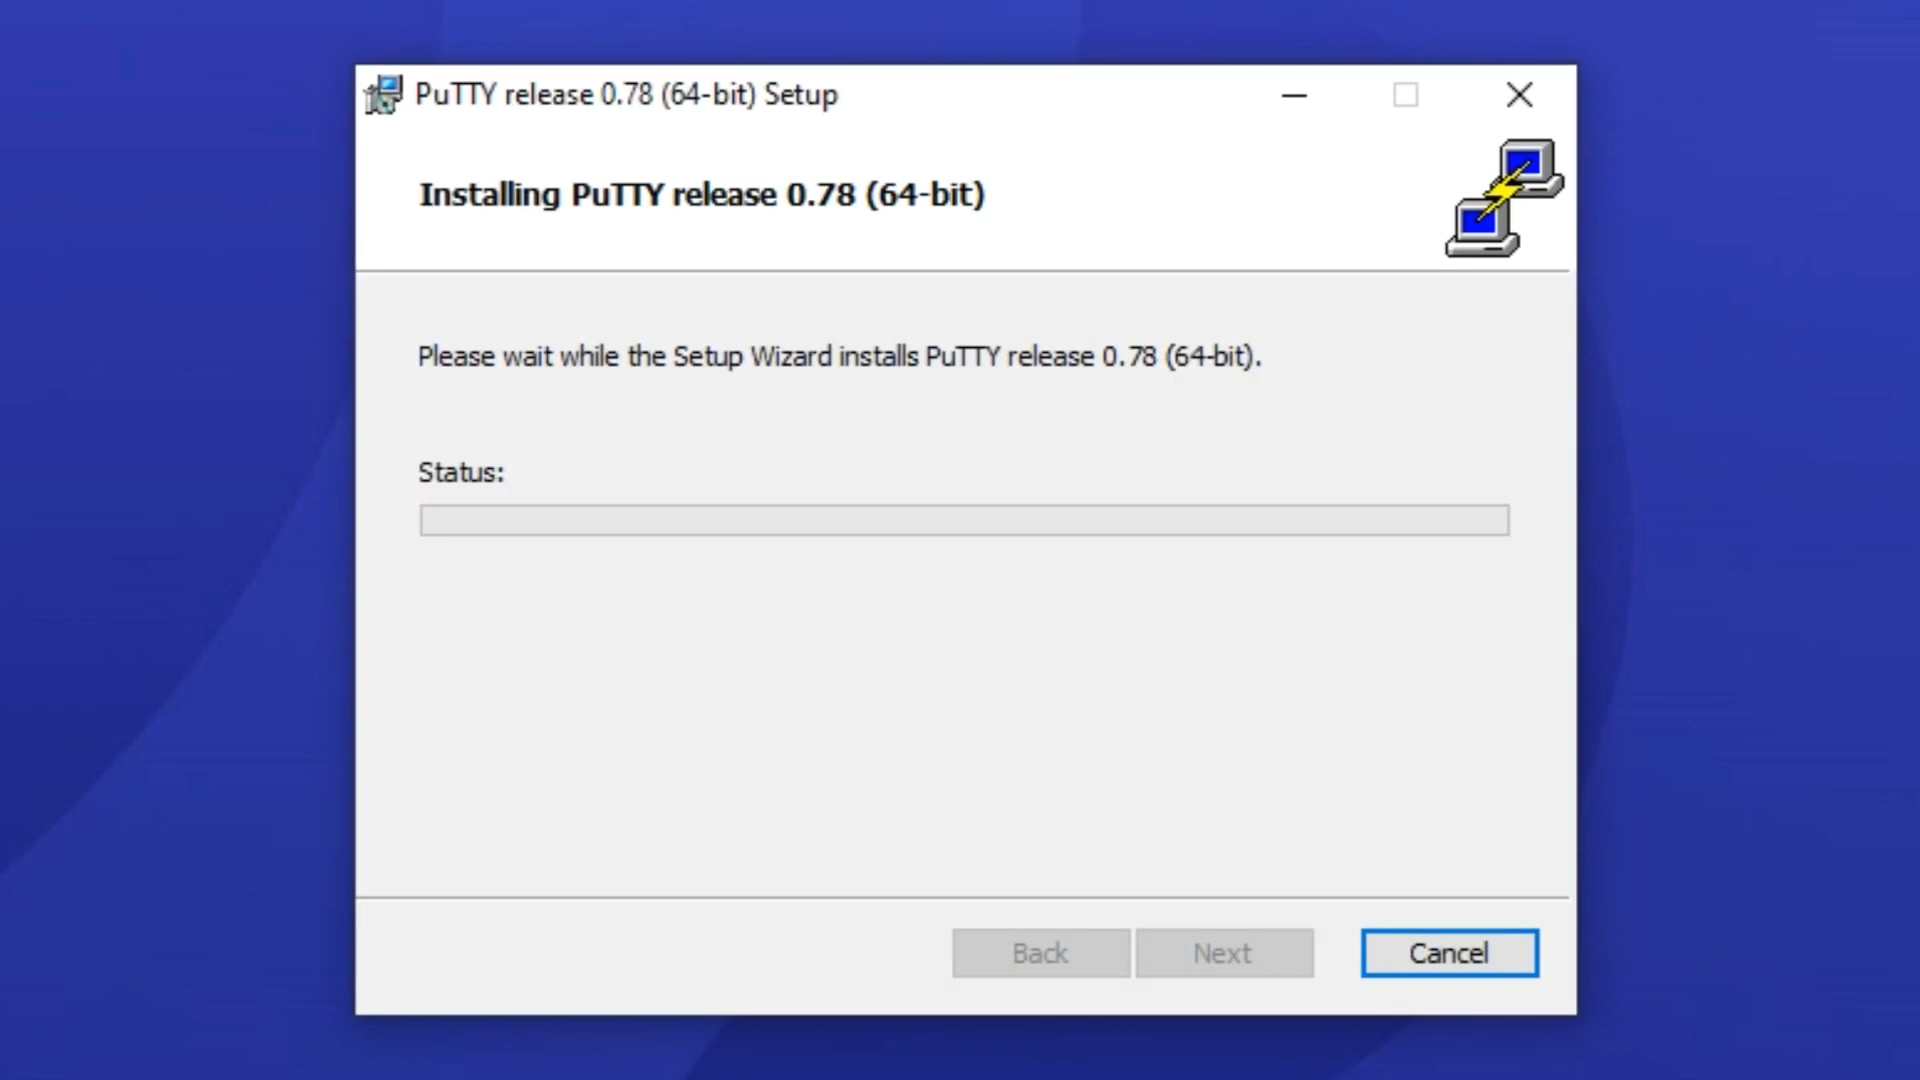 PuTTY release 0.78 (64-bit) Setup
Installing PuTTY release 0.78 (64-bit)
Please wait while the Setup Wizard installs PuTTY release 0.78 (64-bit).
Status:
Back
Next
Cancel